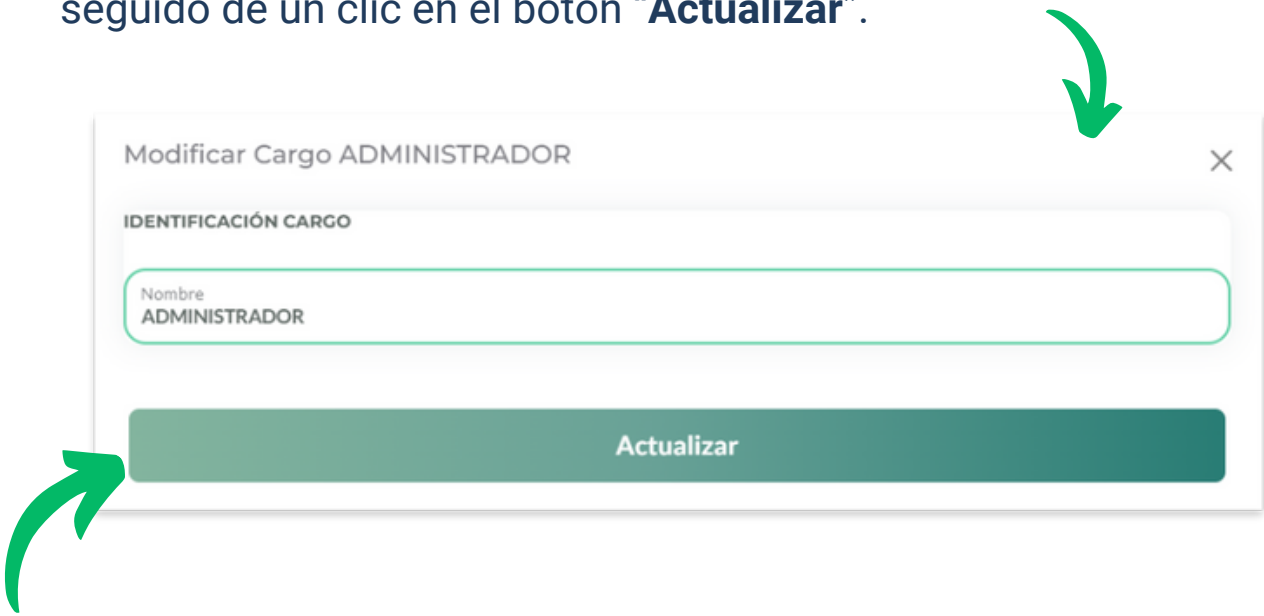 seguido de un clic en el botón "Actualizar".
Modificar Cargo ADMINISTRADOR
IDENTIFICACIÓN CARGO
Nombre
ADMINISTRADOR
Actualizar